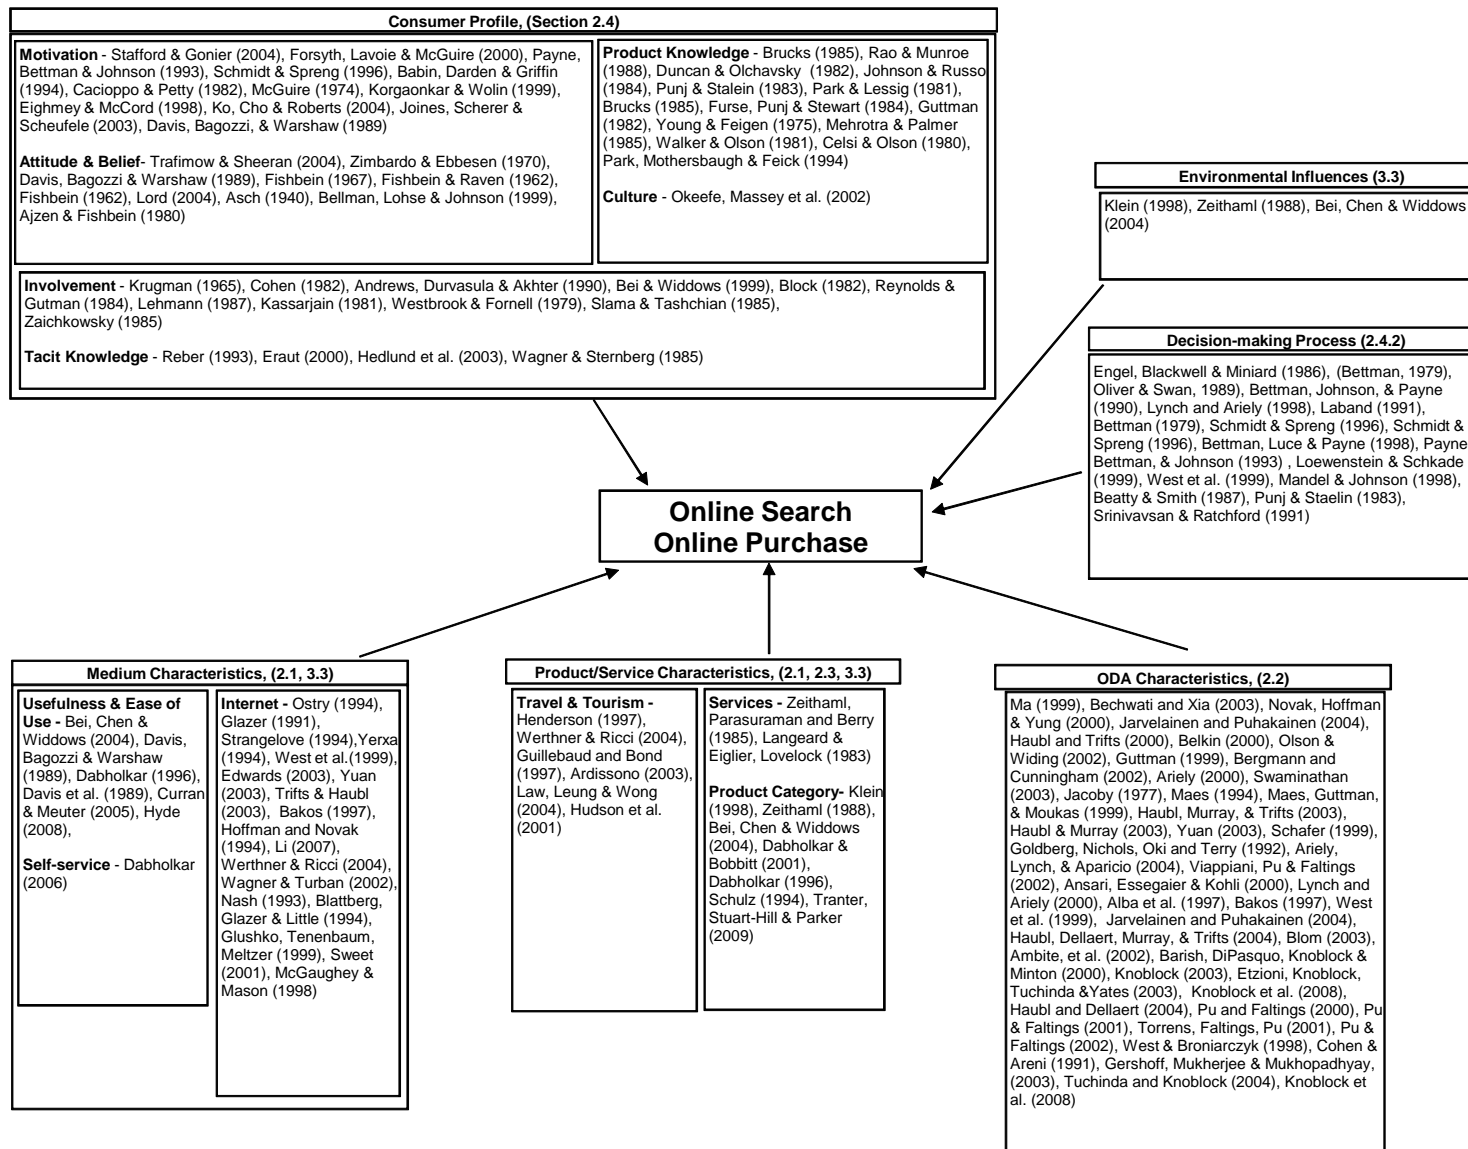 Consumer Profile, (Section 2.4)
Motivation - Stafford & Gonier (2004), Forsyth, Lavoie & McGuire (2000), Payne,
Bettman & Johnson (1993), Schmidt & Spreng (1996), Babin, Darden & Griffin
(1994), Cacioppo & Petty (1982), McGuire (1974), Korgaonkar & Wolin (1999),
Eighmey & McCord (1998), Ko, Cho & Roberts (2004), Joines, Scherer &
Scheufele (2003), Davis, Bagozzi, & Warshaw (1989)
Attitude & Belief- Trafimow & Sheeran (2004), Zimbardo & Ebbesen (1970),
Davis, Bagozzi & Warshaw (1989), Fishbein (1967), Fishbein & Raven (1962),
Fishbein (1962), Lord (2004), Asch (1940), Bellman, Lohse & Johnson (1999),
Ajzen & Fishbein (1980)
Product Knowledge - Brucks (1985), Rao & Munroe
(1988), Duncan & Olchavsky (1982), Johnson & Russo
(1984), Punj & Stalein (1983), Park & Lessig (1981),
Brucks (1985), Furse, Punj & Stewart (1984), Guttman
(1982), Young & Feigen (1975), Mehrotra & Palmer
(1985), Walker & Olson (1981), Celsi & Olson (1980),
Park, Mothersbaugh & Feick (1994)
Culture - Okeefe, Massey et al. (2002)
Involvement - Krugman (1965), Cohen (1982), Andrews, Durvasula & Akhter (1990), Bei & Widdows (1999), Block (1982), Reynolds &
Gutman (1984), Lehmann (1987), Kassarjain (1981), Westbrook & Fornell (1979), Slama & Tashchian (1985),
Zaichkowsky (1985)
Tacit Knowledge - Reber (1993), Eraut (2000), Hedlund et al. (2003), Wagner & Sternberg (1985)
Environmental Influences (3.3)
Klein (1998), Zeithaml (1988), Bei, Chen & Widdows
(2004)
Decision-making Process (2.4.2)
Engel, Blackwell & Miniard (1986), (Bettman, 1979),
Oliver & Swan, 1989), Bettman, Johnson, & Payne
(1990), Lynch and Ariely (1998), Laband (1991),
Bettman (1979), Schmidt & Spreng (1996), Schmidt &
Spreng (1996), Bettman, Luce & Payne (1998), Payne
Bettman, & Johnson (1993) , Loewenstein & Schkade
(1999), West et al. (1999), Mandel & Johnson (1998),
Beatty & Smith (1987), Punj & Staelin (1983),
Srinivavsan & Ratchford (1991)
Online Search
Online Purchase
Medium Characteristics, (2.1, 3.3)
Usefulness & Ease of
Use - Bei, Chen &
Widdows (2004), Davis,
Bagozzi & Warshaw
(1989), Dabholkar (1996),
Davis et al. (1989), Curran
& Meuter (2005), Hyde
(2008),
Self-service - Dabholkar
(2006)
Internet - Ostry (1994),
Glazer (1991),
Strangelove (1994),Yerxa
(1994), West et al.(1999),
Edwards (2003), Yuan
(2003), Trifts & Haubl
(2003), Bakos (1997),
Hoffman and Novak
(1994), Li (2007),
Werthner & Ricci (2004),
Wagner & Turban (2002),
Nash (1993), Blattberg,
Glazer & Little (1994),
Glushko, Tenenbaum,
Meltzer (1999), Sweet
(2001), McGaughey &
Mason (1998)
Product/Service Characteristics, (2.1, 2.3, 3.3)
Travel & Tourism -
Henderson (1997),
Werthner & Ricci (2004),
Guillebaud and Bond
(1997), Ardissono (2003),
Law, Leung & Wong
(2004), Hudson et al.
(2001)
Services - Zeithaml,
Parasuraman and Berry
(1985), Langeard &
Eiglier, Lovelock (1983)
Product Category- Klein
(1998), Zeithaml (1988),
Bei, Chen & Widdows
(2004), Dabholkar &
Bobbitt (2001),
Dabholkar (1996),
Schulz (1994), Tranter,
Stuart-Hill & Parker
(2009)
ODA Characteristics, (2.2)
Ma (1999), Bechwati and Xia (2003), Novak, Hoffman
& Yung (2000), Jarvelainen and Puhakainen (2004),
Haubl and Trifts (2000), Belkin (2000), Olson &
Widing (2002), Guttman (1999), Bergmann and
Cunningham (2002), Ariely (2000), Swaminathan
(2003), Jacoby (1977), Maes (1994), Maes, Guttman,
& Moukas (1999), Haubl, Murray, & Trifts (2003),
Haubl & Murray (2003), Yuan (2003), Schafer (1999),
Goldberg, Nichols, Oki and Terry (1992), Ariely,
Lynch, & Aparicio (2004), Viappiani, Pu & Faltings
(2002), Ansari, Essegaier & Kohli (2000), Lynch and
Ariely (2000), Alba et al. (1997), Bakos (1997), West
et al. (1999), Jarvelainen and Puhakainen (2004),
Haubl, Dellaert, Murray, & Trifts (2004), Blom (2003),
Ambite, et al. (2002), Barish, DiPasquo, Knoblock &
Minton (2000), Knoblock (2003), Etzioni, Knoblock,
Tuchinda &Yates (2003), Knoblock et al. (2008),
Haubl and Dellaert (2004), Pu and Faltings (2000), Pu
& Faltings (2001), Torrens, Faltings, Pu (2001), Pu &
Faltings (2002), West & Broniarczyk (1998), Cohen &
Areni (1991), Gershoff, Mukherjee & Mukhopadhyay,
(2003), Tuchinda and Knoblock (2004), Knoblock et
al. (2008)